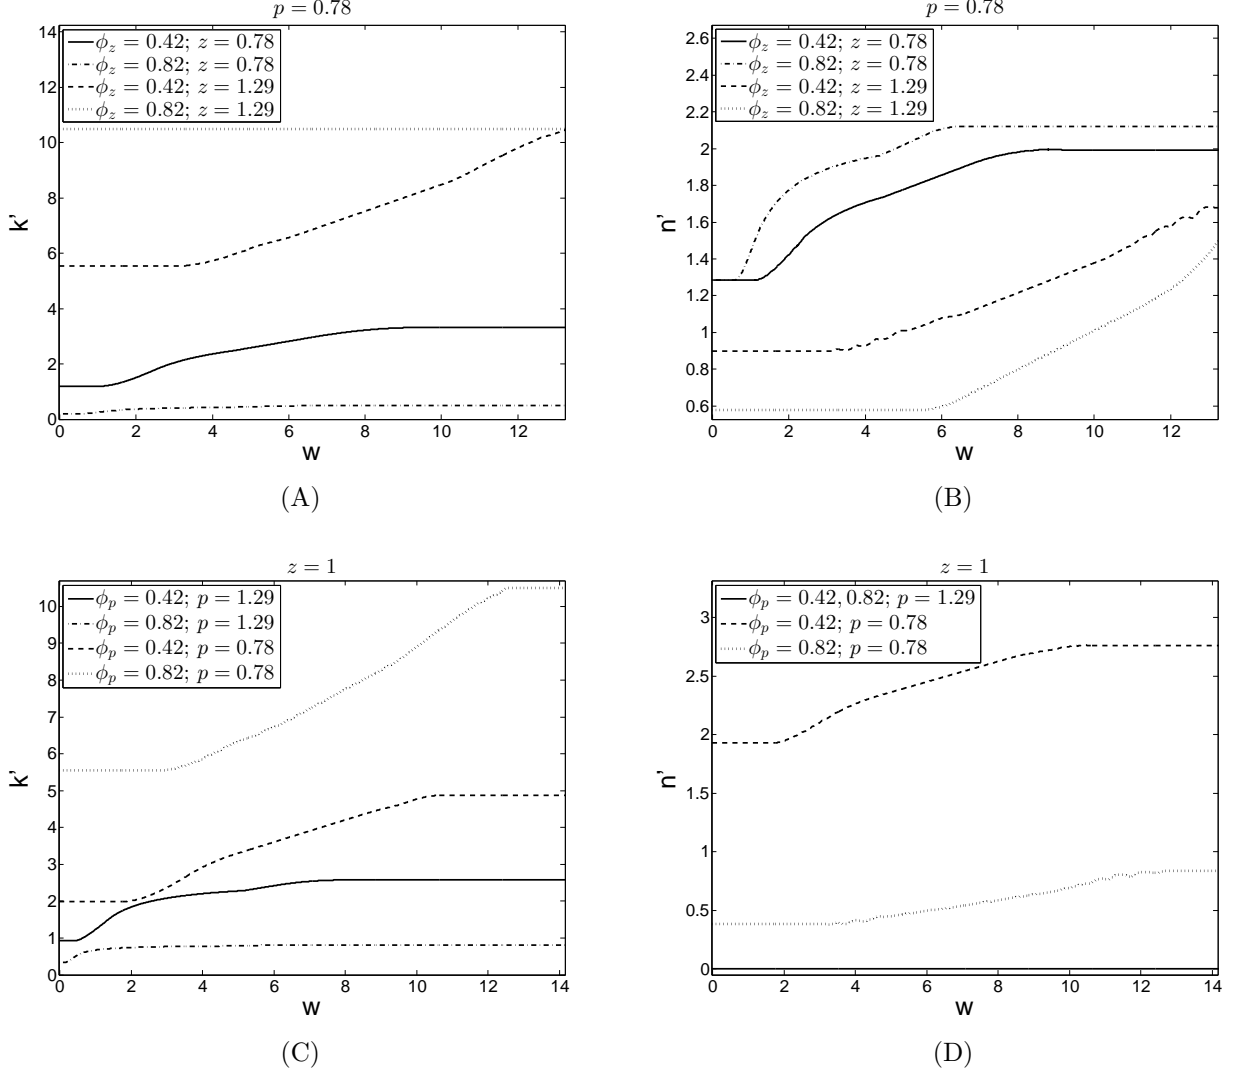 p = 0.78
14
12
10
8
6
4
2
0
k'
ϕz = 0.42; z = 0.78
ϕz = 0.82; z = 0.78
ϕz = 0.42; z = 1.29
ϕz = 0.82; z = 1.29
0 2 4 6 8 10 12
w
(A)
p = 0.78
2.6
2.4
2.2
2
1.8
1.6
1.4
1.2
1
0.8
0.6
n'
ϕz = 0.42; z = 0.78
ϕz = 0.82; z = 0.78
ϕz = 0.42; z = 1.29
ϕz = 0.82; z = 1.29
0 2 4 6 8 10 12
w
(B)
z = 1
10
9
8
7
6
5
4
3
2
1
0
k'
ϕp = 0.42; p = 1.29
ϕp = 0.82; p = 1.29
ϕp = 0.42; p = 0.78
ϕp = 0.82; p = 0.78
0 2 4 6 8 10 12 14
w
(C)
z = 1
3
2.5
2
1.5
1
0.5
0
n'
ϕp = 0.42, 0.82; p = 1.29
ϕp = 0.42; p = 0.78
ϕp = 0.82; p = 0.78
0 2 4 6 8 10 12 14
w
(D)